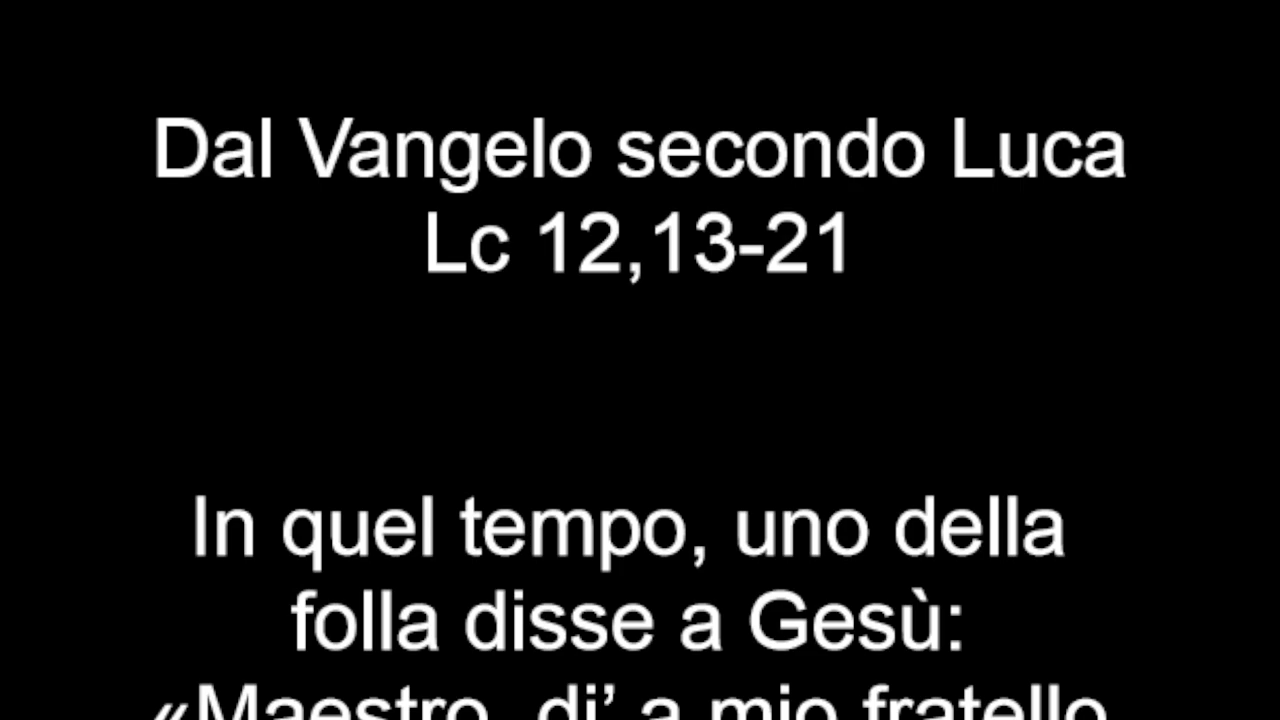 Dal Vangelo secondo Luca
Lc 12,13-21
In quel tempo, uno della
folla disse a Gesù:
«Maestro, di’ a mio fratello